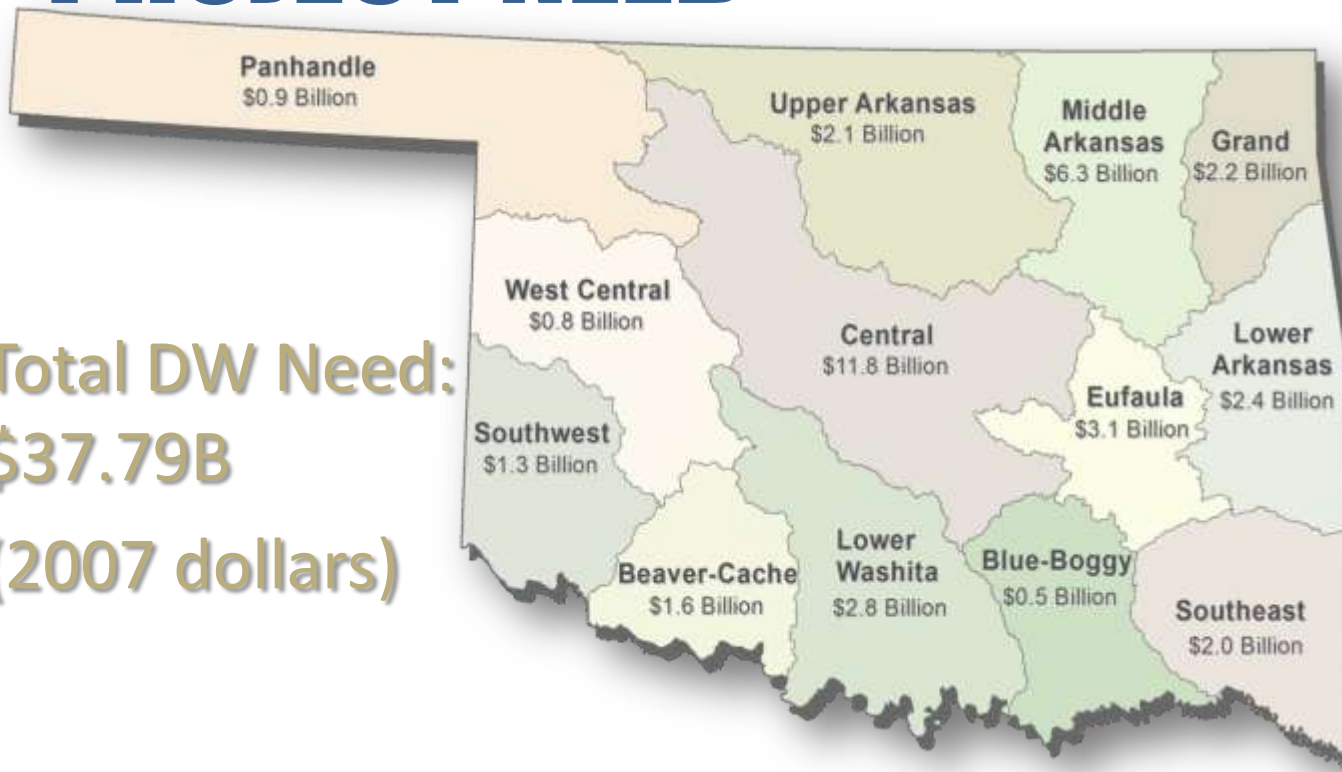 PROJECT NEED
Panhandle
$0.9 Billion
Upper Arkansas
$2.1 Billion
Middle
Arkansas
$6.3 Billion
Grand
$2.2 Billion
West Central
$0.8 Billion
Central
$11.8 Billion
Lower
Arkansas
$2.4 Billion
Eufaula
$3.1 Billion
Total DW Need:
$37.79B
(2007 dollars)
Southwest
$1.3 Billion
Beaver-Cache
$1.6 Billion
Lower
Washita
$2.8 Billion
Blue-Boggy
$0.5 Billion
Southeast
$2.0 Billion